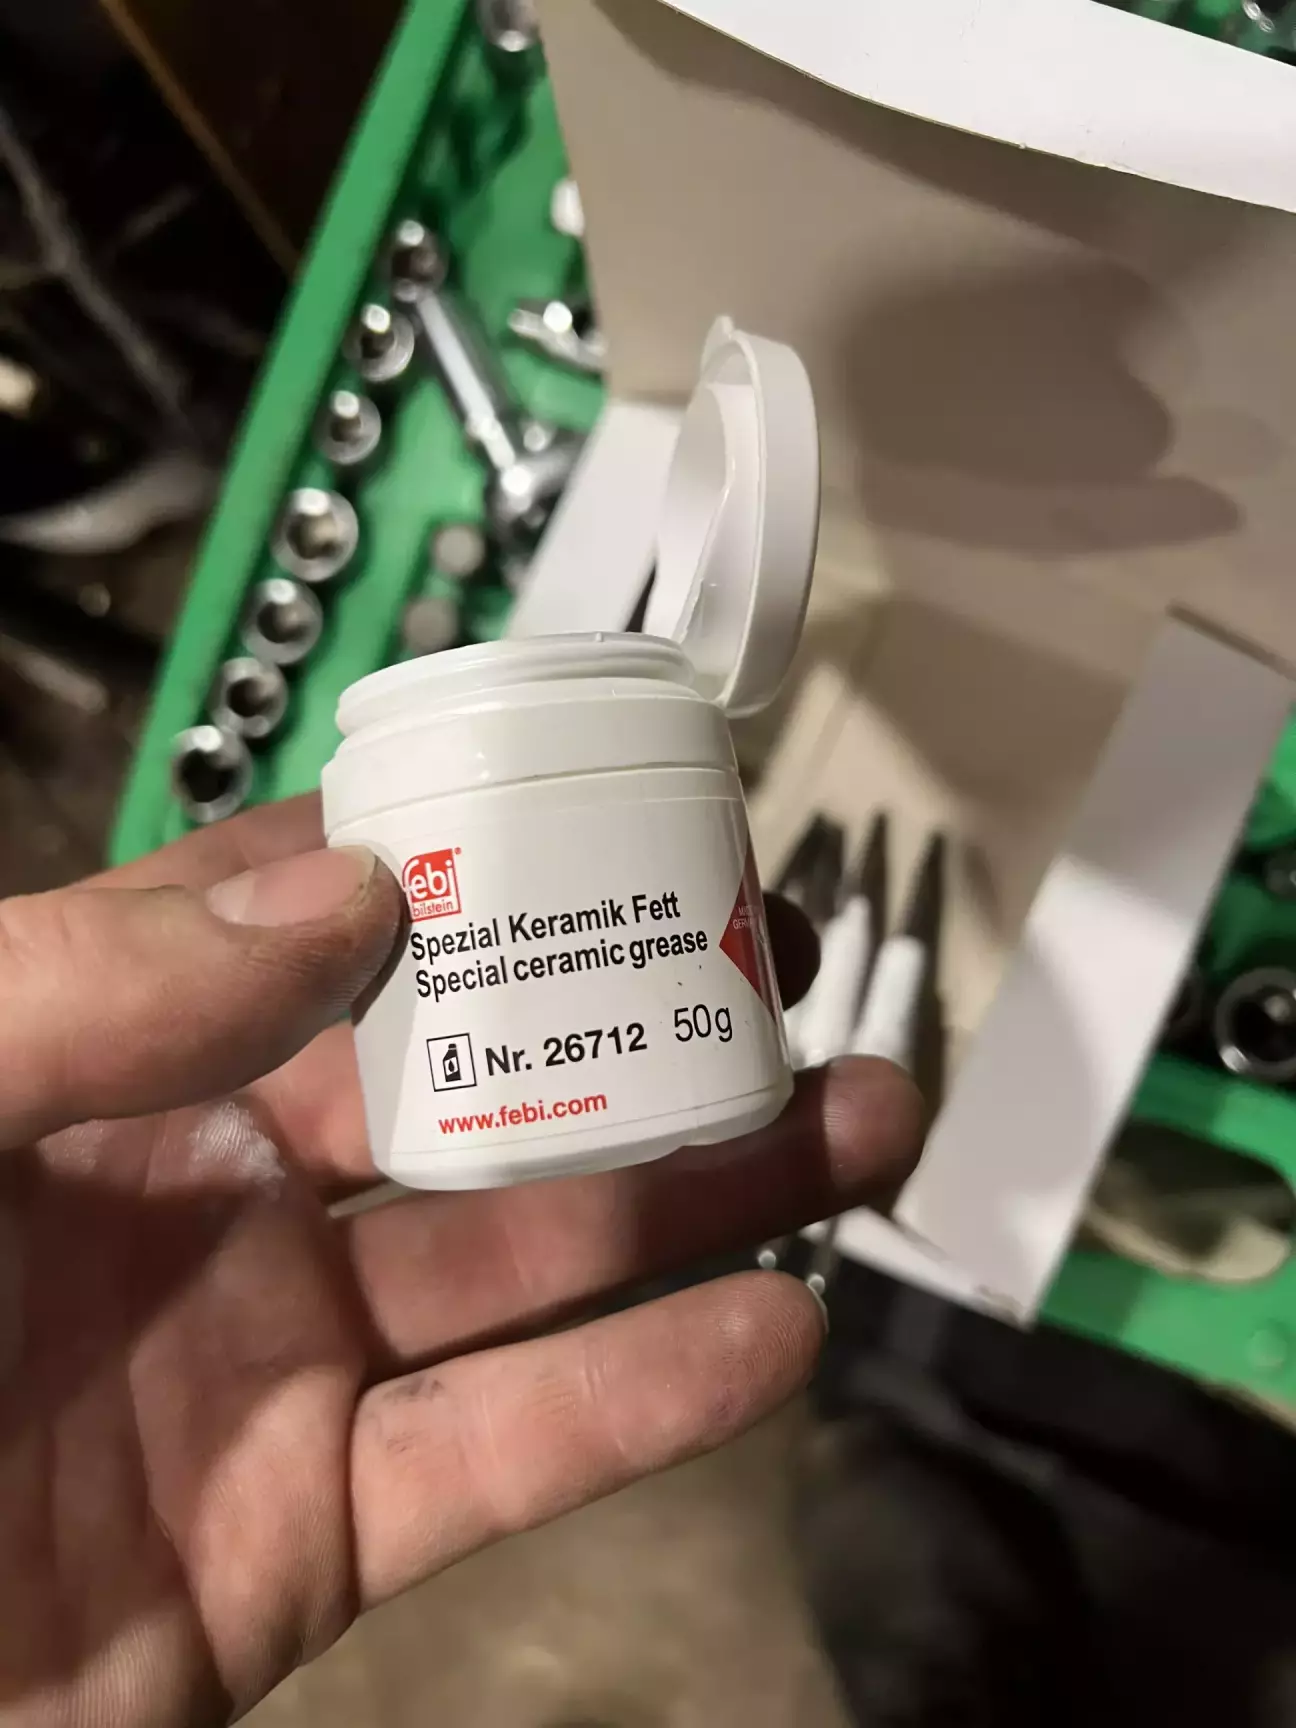 febi
bilstein
Spezial Keramik Fett
Special ceramic grease
Nr. 26712 50g
www.febi.com